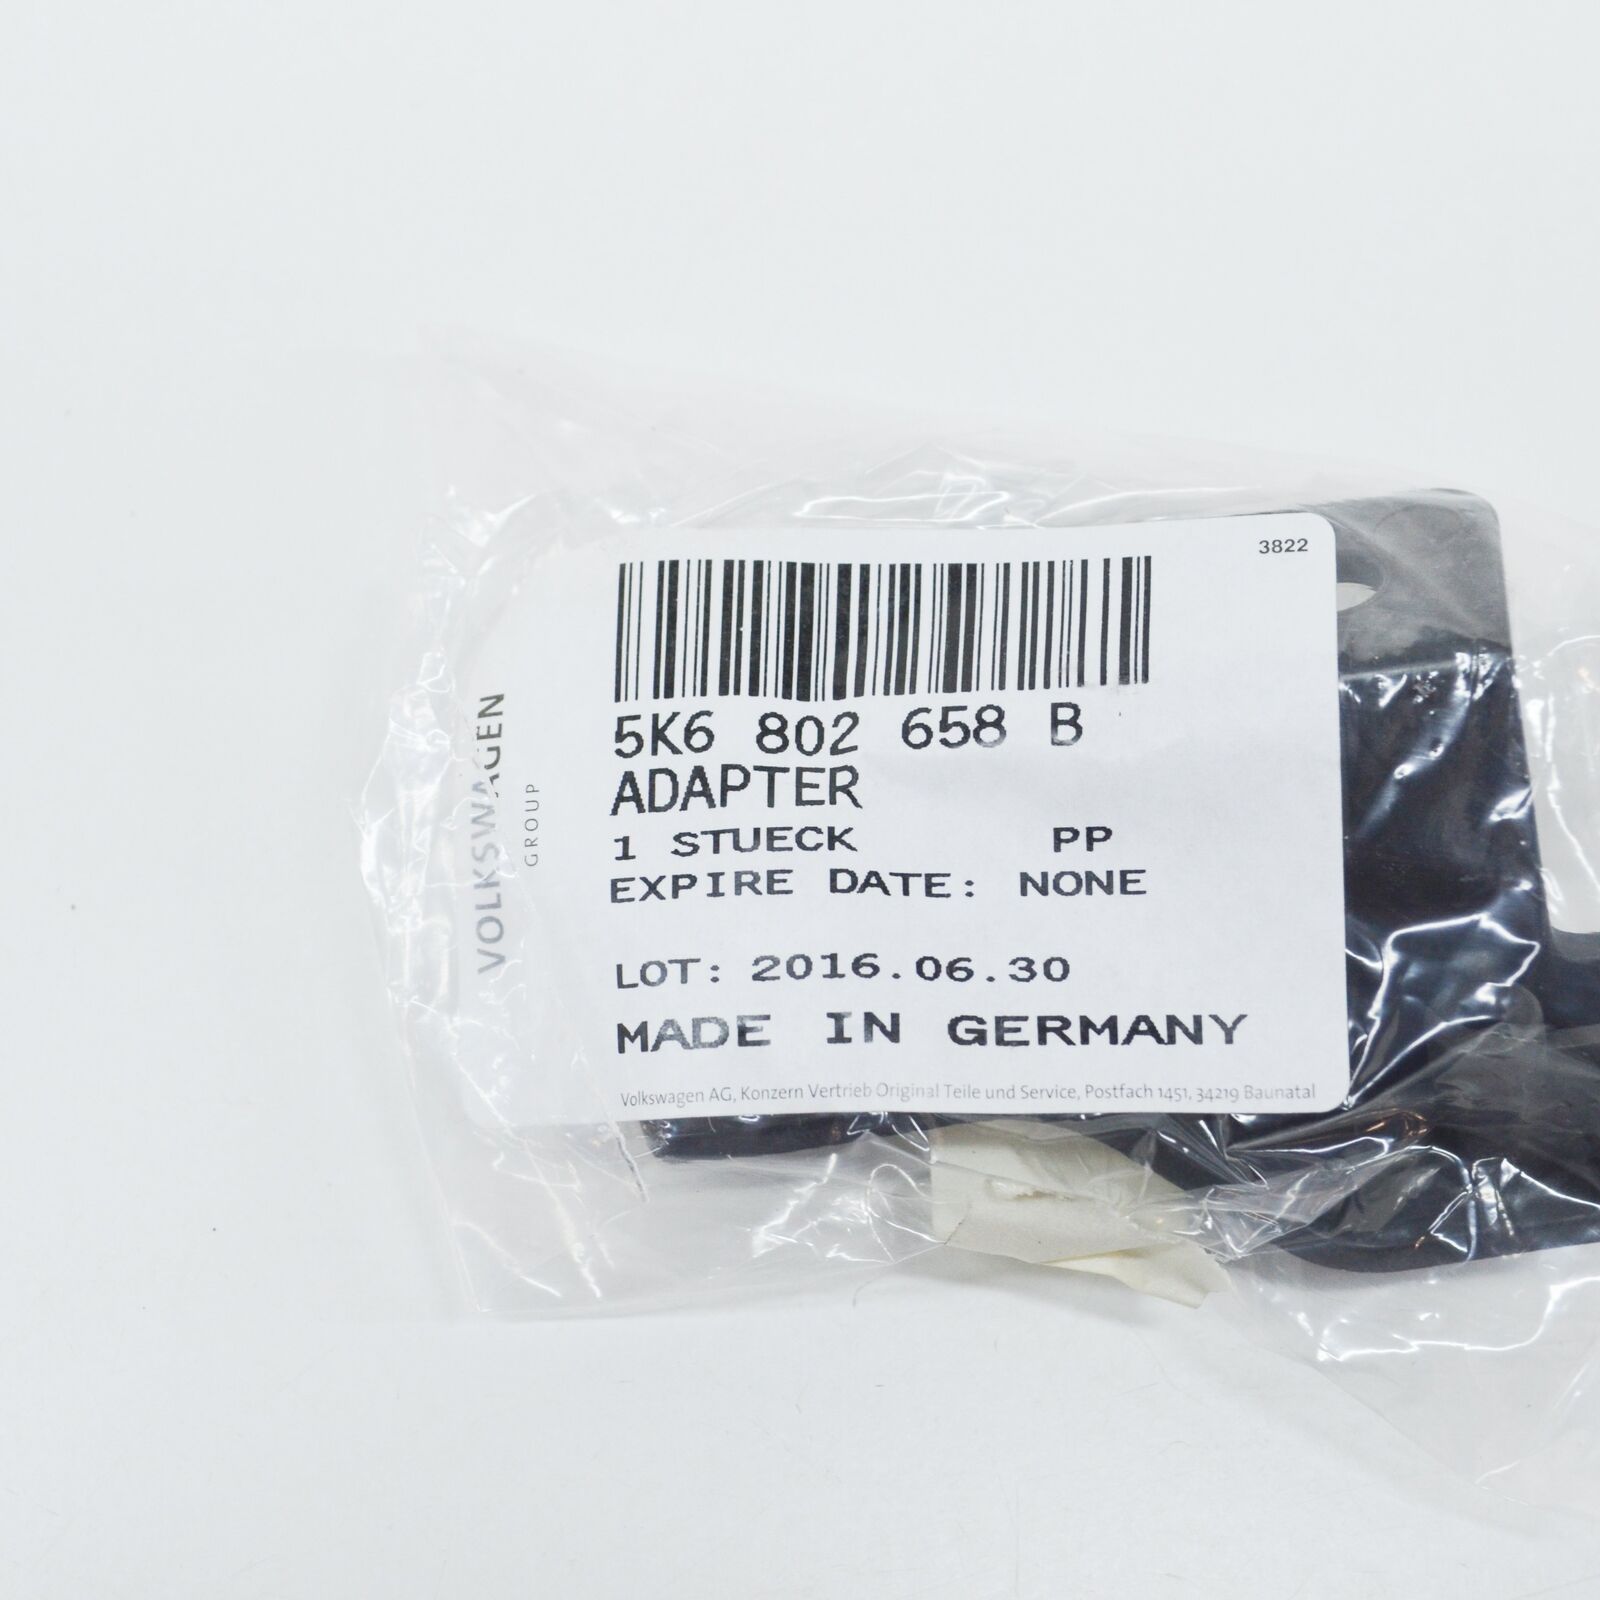 3822
5K6 802 658 B
ADAPTER
1 STUECK PP
EXPIRE DATE: NONE
LOT: 2016.06.30
MADE IN GERMANY
Volkswagen AG, Konzern Vertrieb Original Teile und Service, Postfach 1451, 34219 Baunatal
VOLKSWAGEN
GROUP